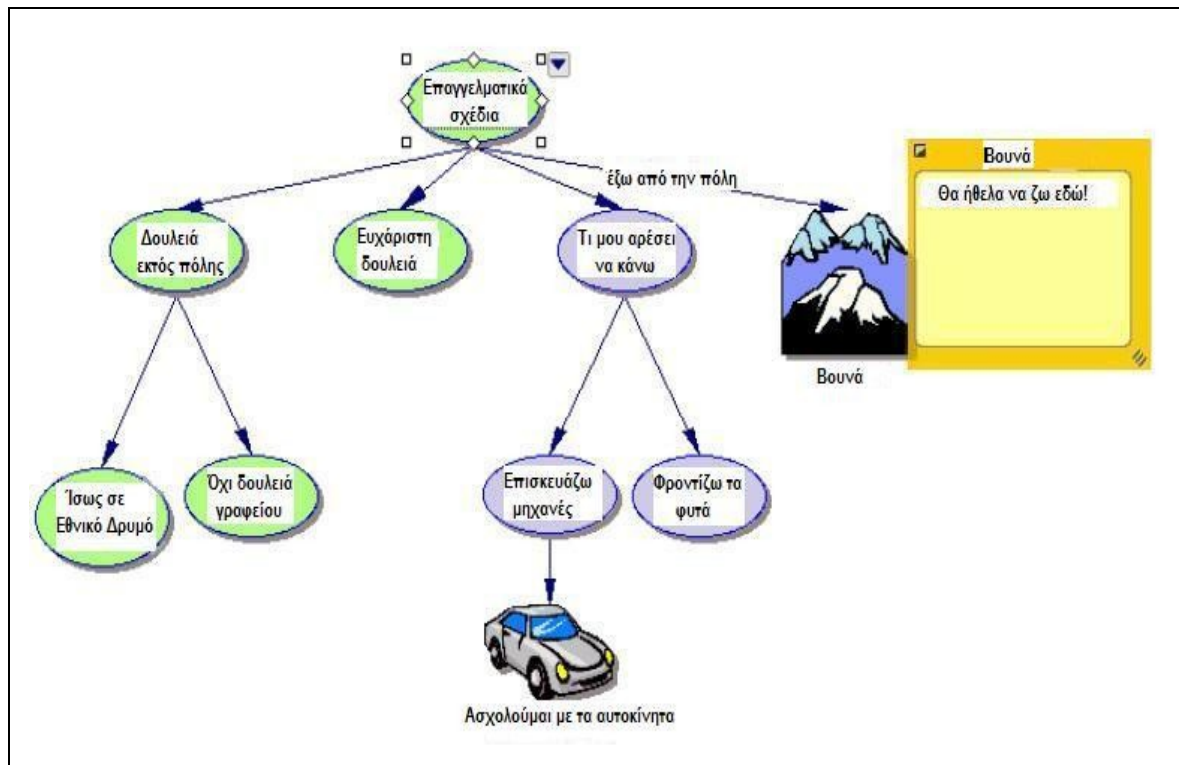 Επαγγελματικά
σχέδια
έξω από την πόλη
Βουνά
Θα ήθελα να ζω εδώ!
Δουλειά
εκτός πόλης
Ευχάριστη
δουλειά
Τι μου αρέσει
να κάνω
Βουνά
Ίσως σε
Εθνικό Δρυμό
Όχι δουλειά
γραφείου
Επισκευάζω
μηχανές
Φροντίζω τα
φυτά
Ασχολούμαι με τα αυτοκίνητα